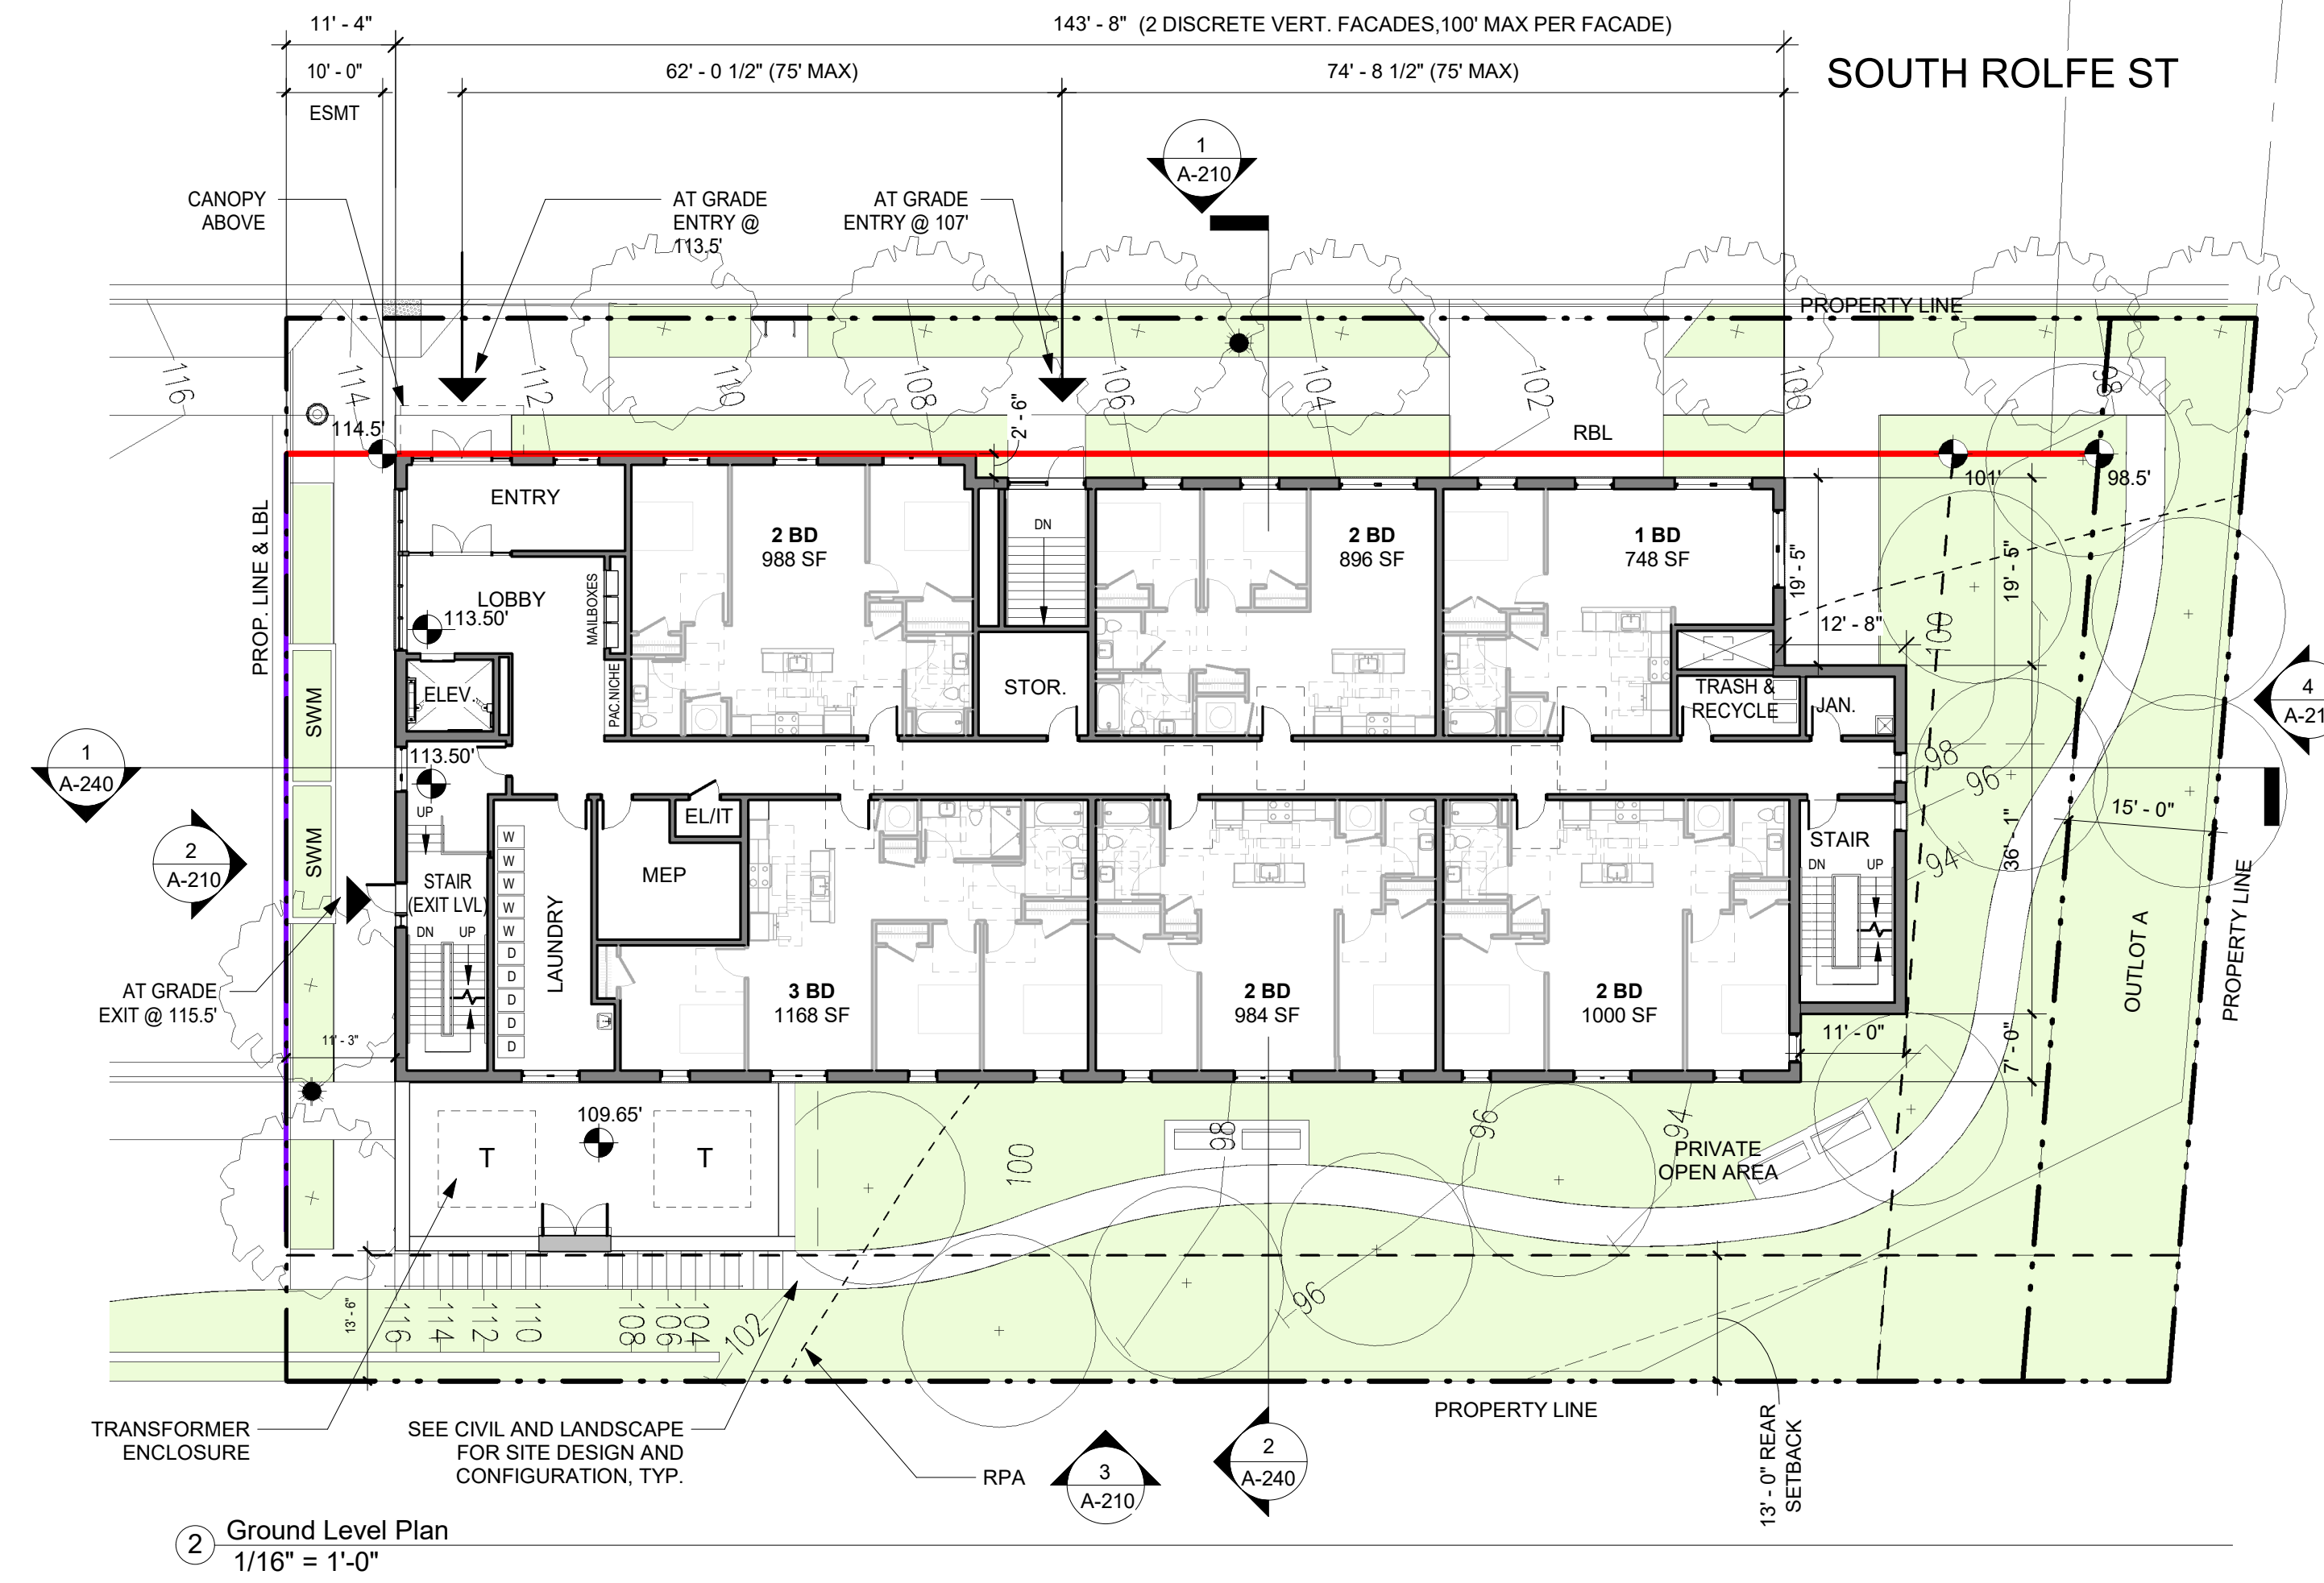 11' - 4"
143' - 8" (2 DISCRETE VERT. FACADES,100' MAX PER FACADE)
10' - 0"
62' - 0 1/2" (75' MAX)
74' - 8 1/2" (75' MAX)
SOUTH ROLFE ST
ESMT
1
A-210
CANOPY
ABOVE
AT GRADE
ENTRY @
113.5'
AT GRADE
ENTRY @ 107'
PROPERTY LINE
116
114
112
110
108
106
104
102
100
98
114.5'
2' - 6"
RBL
101'
98.5'
PROP. LINE & LBL
ENTRY
2 BD
988 SF
DN
2 BD
896 SF
1 BD
748 SF
19' - 5"
19' - 5"
LOBBY
113.50'
MAILBOXES
12' - 8"
100
PAC.NICHE
ELEV.
STOR.
TRASH &
RECYCLE
JAN.
SWM
4
A-21
1
A-240
113.50'
98
96
UP
EL/IT
15' - 0"
2
A-210
SWM
W
W
W
W
W
D
D
D
D
D
MEP
STAIR
DN
UP
36' - 1"
94
STAIR
(EXIT LVL)
DN
UP
LAUNDRY
OUTLOT A
PROPERTY LINE
AT GRADE
EXIT @ 115.5'
3 BD
1168 SF
2 BD
984 SF
2 BD
1000 SF
11' - 3"
11' - 0"
7' - 0"
109.65'
T
T
100
98
96
94
PRIVATE
OPEN AREA
13' - 6"
116
114
112
110
108
106
104
102
96
TRANSFORMER
ENCLOSURE
SEE CIVIL AND LANDSCAPE
FOR SITE DESIGN AND
CONFIGURATION, TYP.
RPA
3
A-210
2
A-240
PROPERTY LINE
13' - 0" REAR
SETBACK
2
Ground Level Plan
1/16" = 1'-0"